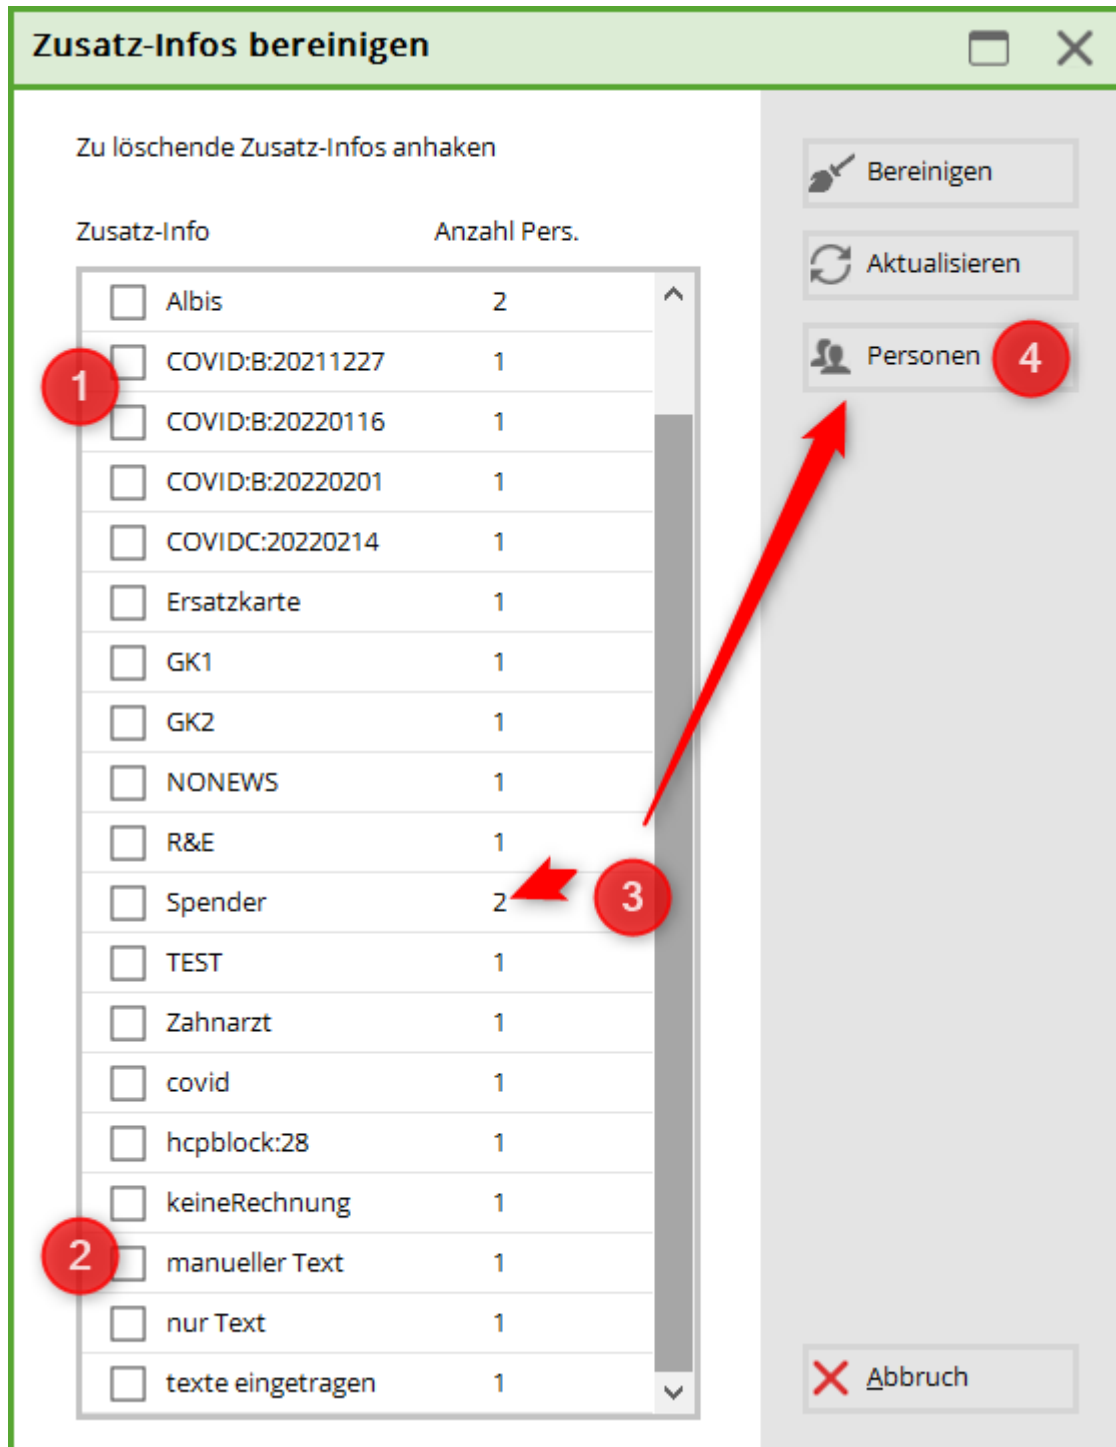 Zusatz-Infos bereinigen
Zu löschende Zusatz-Infos anhaken
Zusatz-Info Anzahl Pers.
Albis 2
COVID:B:20211227 1
COVID:B:20220116 1
COVID:B:20220201 1
COVIDC:20220214 1
Ersatzkarte 1
GK1 1
GK2 1
NONEWS 1
R&E 1
Spender 2
TEST 1
Zahnarzt 1
covid 1
hcpblock:28 1
keineRechnung 1
manueller Text 1
nur Text 1
texte eingetragen 1
1
2
3
Bereinigen
Aktualisieren
Personen 4
Abbruch